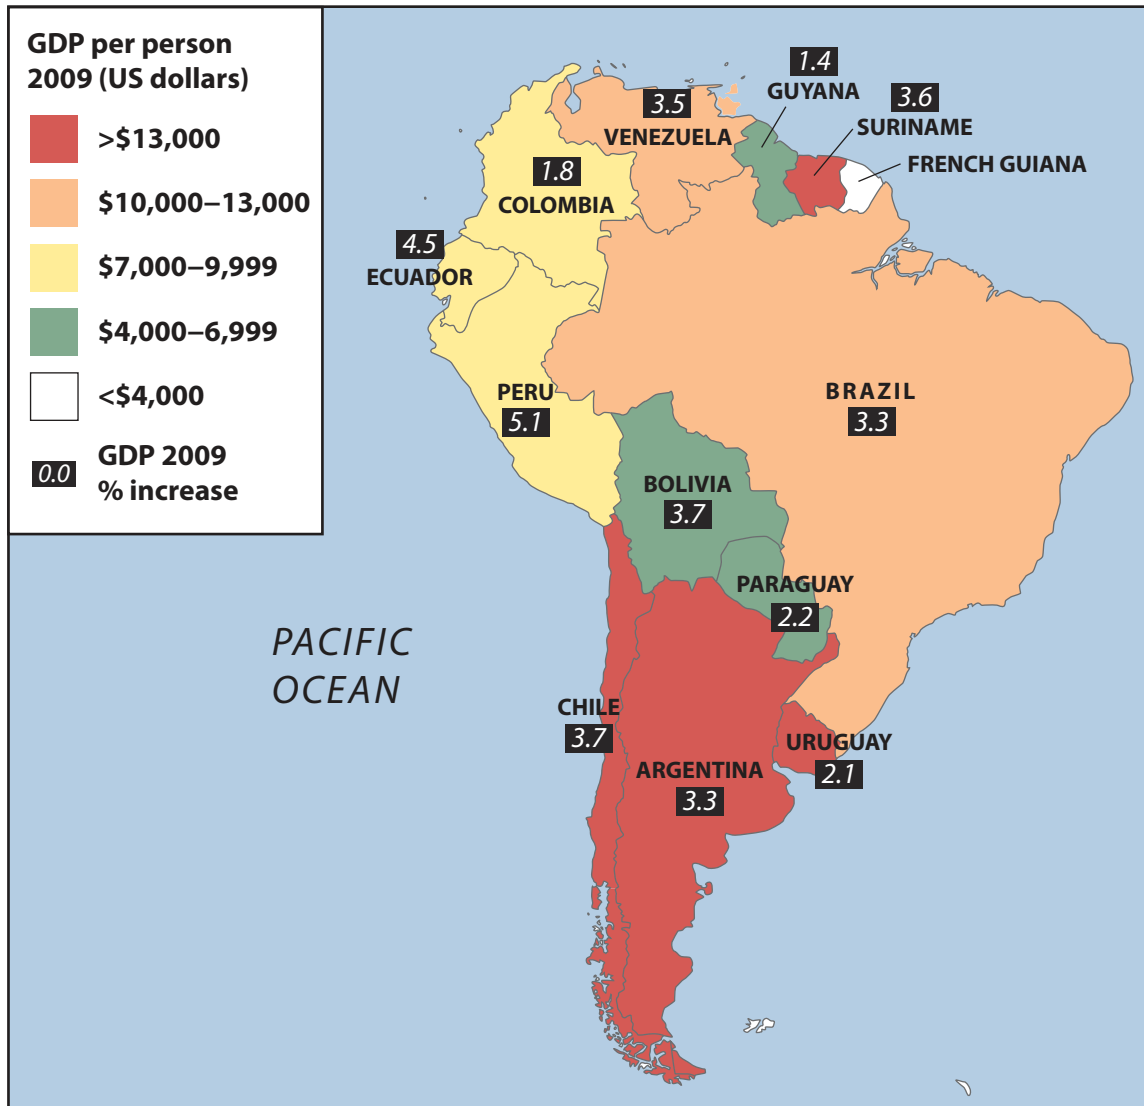 GDP per person
2009 (US dollars)
>$13,000
$10,000–13,000
$7,000–9,999
$4,000–6,999
<$4,000
0.0 GDP 2009
% increase
1.4
GUYANA
3.6
SURINAME
FRENCH GUIANA
3.5
VENEZUELA
1.8
COLOMBIA
4.5
ECUADOR
PERU
5.1
BRAZIL
3.3
BOLIVIA
3.7
PARAGUAY
2.2
PACIFIC
OCEAN
CHILE
3.7
URUGUAY
2.1
ARGENTINA
3.3